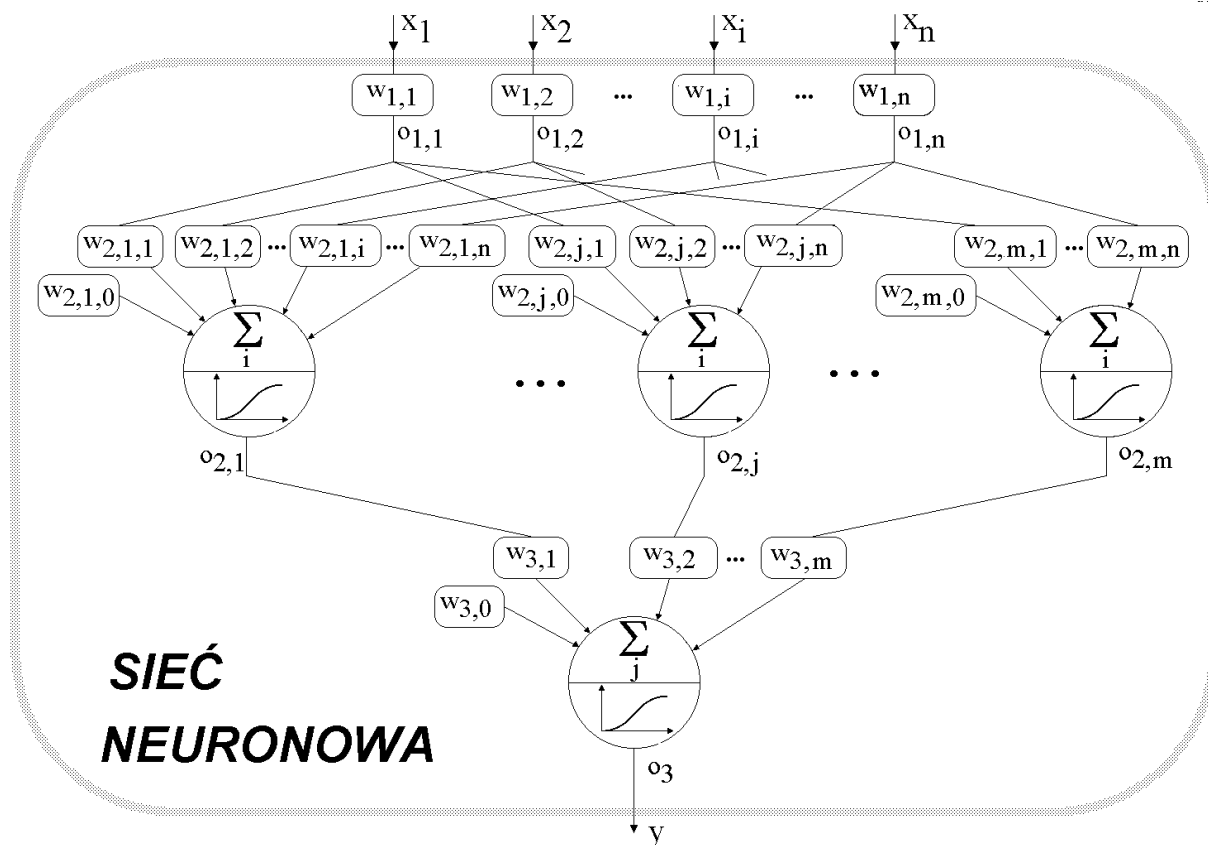 x1 x2 xi xn
w1,1 w1,2 ... w1,i ... w1,n
o1,1 o1,2 o1,i o1,n
w2,1,1 w2,1,2 ... w2,1,i ... w2,1,n w2,j,1 w2,j,2 ... w2,j,n w2,m,1 ... w2,m,n
w2,1,0 w2,j,0 w2,m,0
Σ Σ Σ
i i i
... ...
o2,1 o2,j o2,m
w3,1 w3,2 ... w3,m
w3,0
Σ
j
SIEĆ
NEURONOWA
o3
y